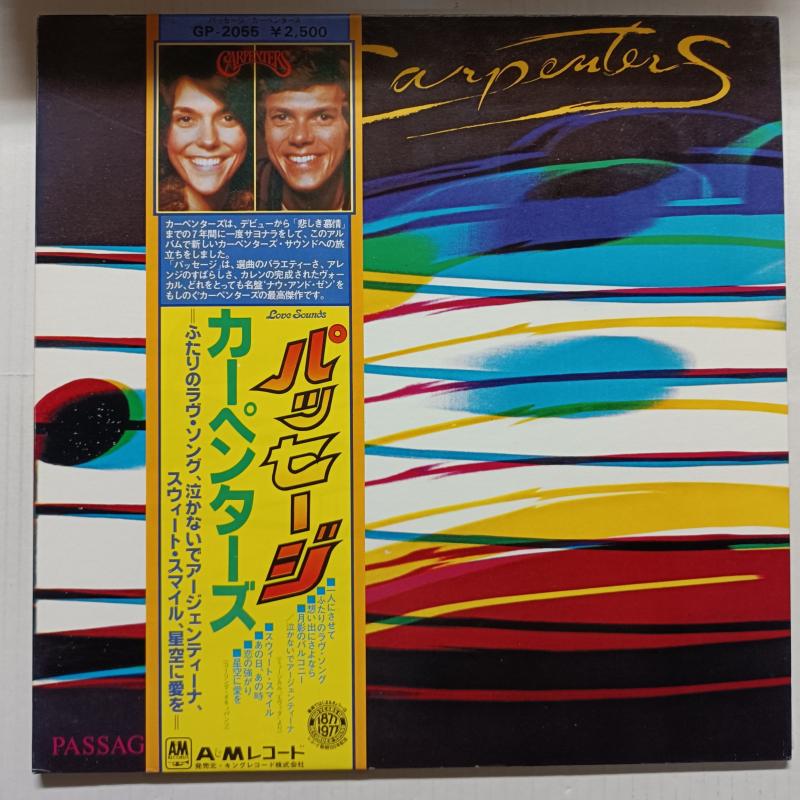 パッセージ/カーペンターズ
GP-2055 ¥2,500
CARPENTERS
Carpenters
カーペンターズは、デビューから「悲しき慕情」
までの7年間に一度サヨナラをして、このアル
バムで新しいカーペンターズ・サウンドへの旅
立ちをしました。
「パッセージ」は、選曲のバラエティーさ、アレ
ンジのすばらしさ、カレンの完成されたヴォー
カル、どれをとっても名盤"ナウ・アンド・ゼン"を
もしのぐカーペンターズの最高傑作です。
Love Sounds
パッセージ
カーペンターズ
=ふたりのラヴ・ソング、泣かないでアージェンティーナ、
スウィート・スマイル、星空に愛を=
■一人にさせて
■ふたりのラヴ・ソング
■想い出にさよなら
■月影のバルコニー
/泣かないでアージェンティーナ
■スウィート・スマイル
■あの日、あの時
■恋の強がり
■星空に愛を
PASSAG
AM
RECORDS
A&Mレコード
発売元・キングレコード株式会社
1877
1977